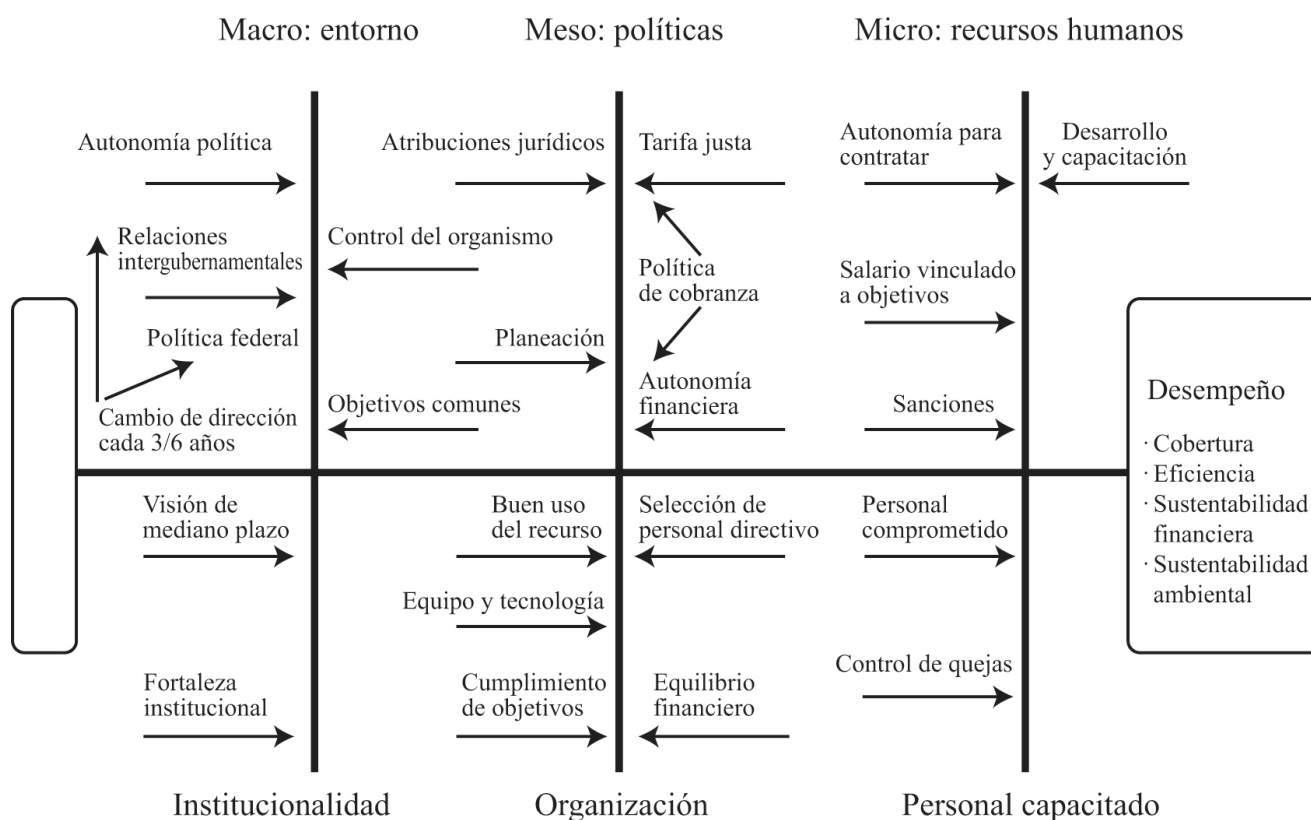 Macro: entorno
Meso: políticas
Micro: recursos humanos
Autonomía política
Atribuciones jurídicos
Tarifa justa
Autonomía para
contratar
Desarrollo
y capacitación
Relaciones
intergubernamentales
Control del organismo
Política
de cobranza
Salario vinculado
a objetivos
Política federal
Planeación
Cambio de dirección
cada 3/6 años
Objetivos comunes
Autonomía
financiera
Sanciones
Desempeño
· Cobertura
· Eficiencia
· Sustentabilidad
financiera
· Sustentabilidad
ambiental
Visión de
mediano plazo
Buen uso
del recurso
Selección de
personal directivo
Personal
comprometido
Equipo y tecnología
Control de quejas
Fortaleza
institucional
Cumplimiento
de objetivos
Equilibrio
financiero
Institucionalidad
Organización
Personal capacitado